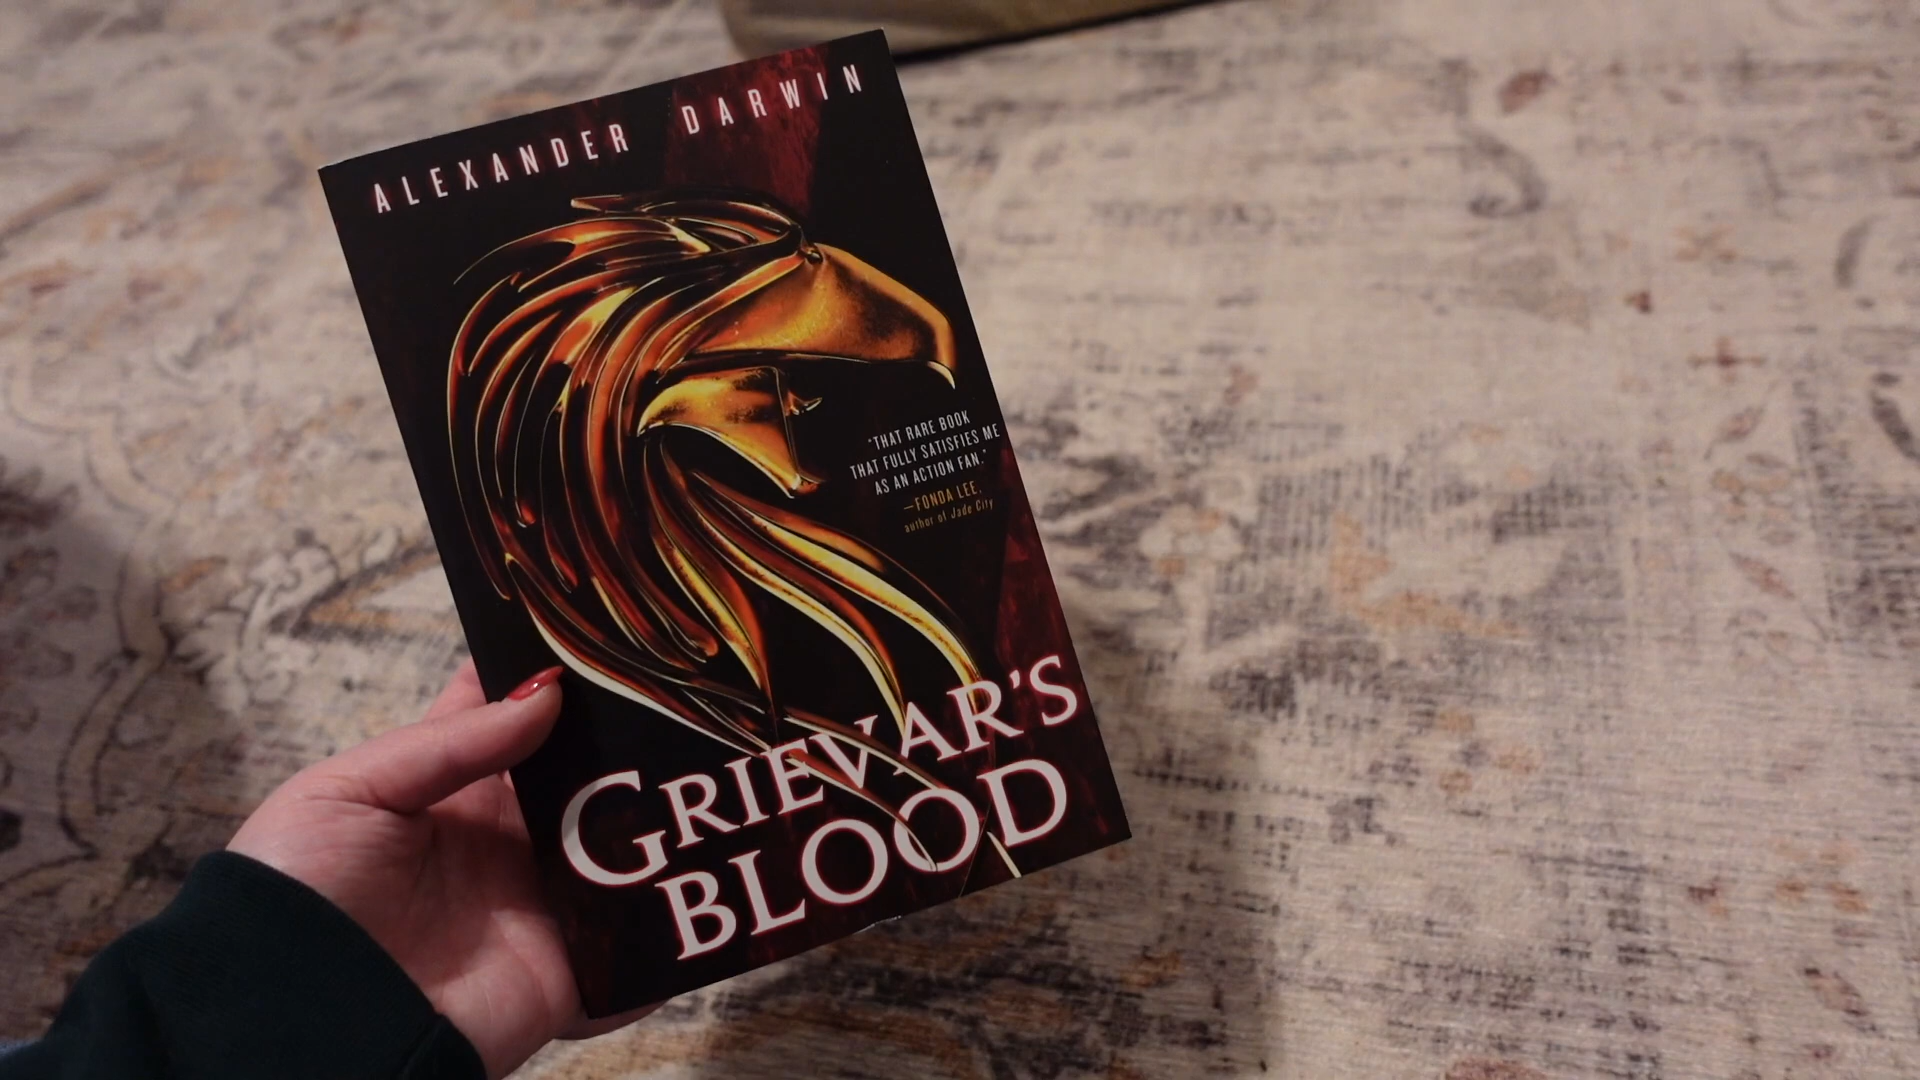 ALEXANDER DARWIN
"THAT RARE BOOK
THAT FULLY SATISFIES ME
AS AN ACTION FAN."
—FONDA LEE,
author of Jade City
GRIEVAR'S
BLOOD